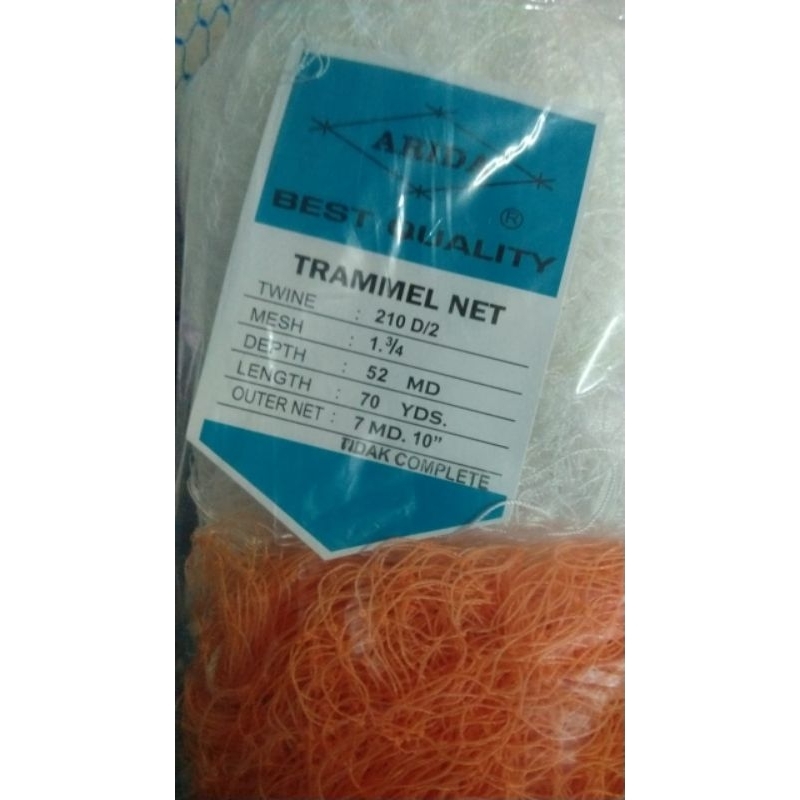 ARIDA
BEST QUALITY ®
TRAMMEL NET
TWINE : 210 D/2
MESH : 1.¾
DEPTH : 52 MD
LENGTH : 70 YDS.
OUTER NET : 7 MD. 10”
TIDAK COMPLETE